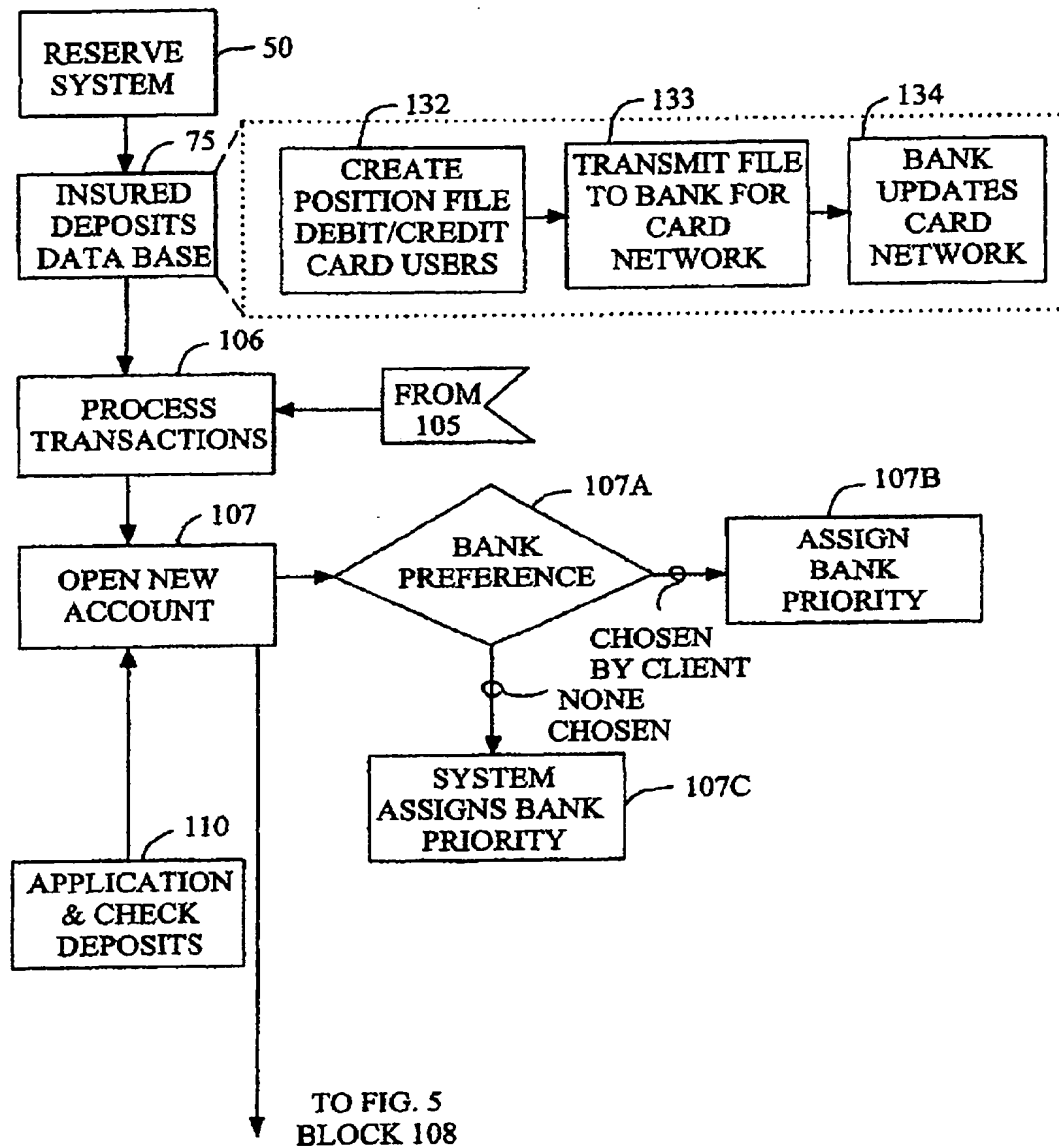 RESERVE
SYSTEM
50
75
INSURED
DEPOSITS
DATA BASE
132
CREATE
POSITION FILE
DEBIT/CREDIT
CARD USERS
133
TRANSMIT FILE
TO BANK FOR
CARD
NETWORK
134
BANK
UPDATES
CARD
NETWORK
106
PROCESS
TRANSACTIONS
FROM
105
107
OPEN NEW
ACCOUNT
107A
BANK
PREFERENCE
107B
ASSIGN
BANK
PRIORITY
CHOSEN
BY CLIENT
NONE
CHOSEN
SYSTEM
ASSIGNS BANK
PRIORITY
107C
110
APPLICATION
& CHECK
DEPOSITS
TO FIG. 5
BLOCK 108